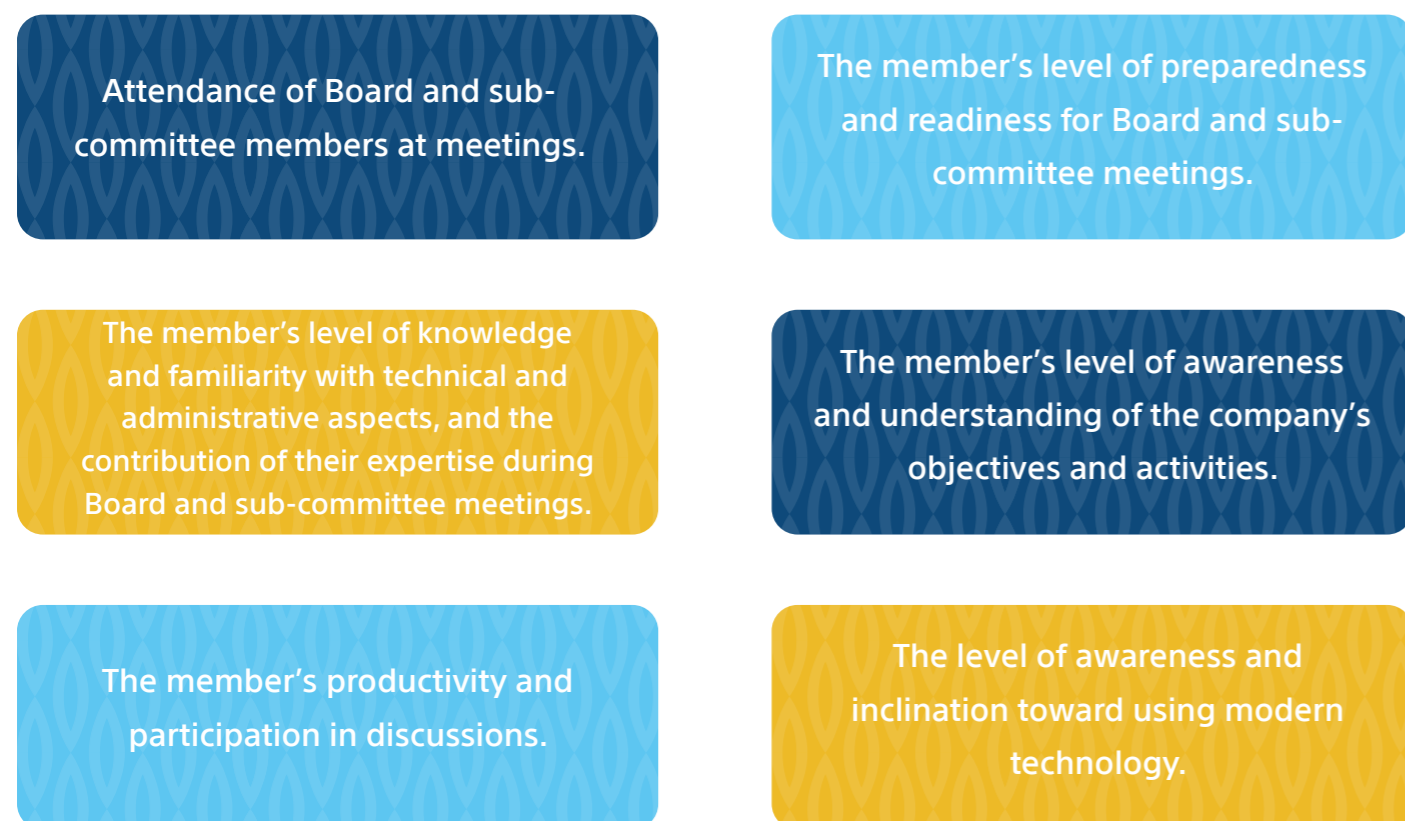 Attendance of Board and sub-
committee members at meetings.
The member’s level of preparedness
and readiness for Board and sub-
committee meetings.
The member’s level of knowledge
and familiarity with technical and
administrative aspects, and the
contribution of their expertise during
Board and sub-committee meetings.
The member’s level of awareness
and understanding of the company’s
objectives and activities.
The member’s productivity and
participation in discussions.
The level of awareness and
inclination toward using modern
technology.